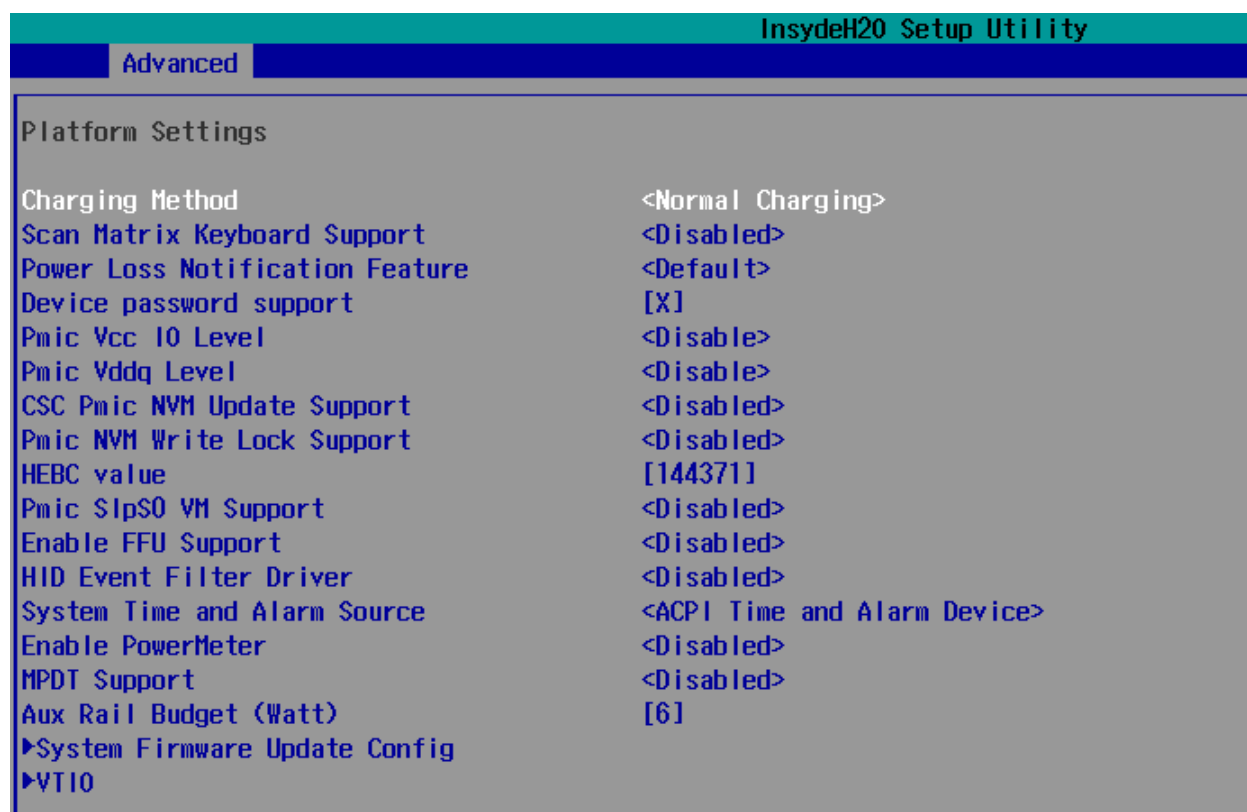 InsydeH20 Setup Utility
Advanced
Platform Settings
Charging Method <Normal Charging>
Scan Matrix Keyboard Support <Disabled>
Power Loss Notification Feature <Default>
Device password support [X]
Pmic Vcc IO Level <Disable>
Pmic Vddq Level <Disable>
CSC Pmic NVM Update Support <Disabled>
Pmic NVM Write Lock Support <Disabled>
HEBC value [144371]
Pmic SlpS0 VM Support <Disabled>
Enable FFU Support <Disabled>
HID Event Filter Driver <Disabled>
System Time and Alarm Source <ACPI Time and Alarm Device>
Enable PowerMeter <Disabled>
MPDT Support <Disabled>
Aux Rail Budget (Watt) [6]
▶System Firmware Update Config
▶VTIO